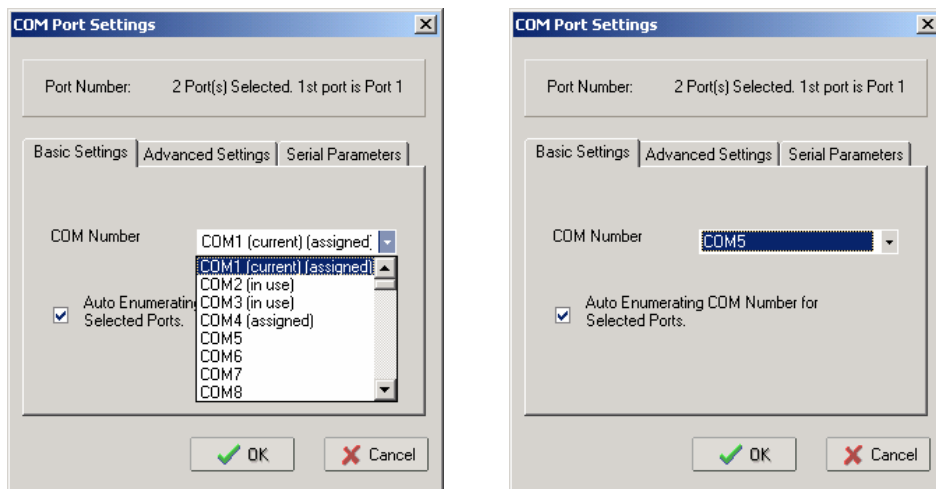 COM Port Settings
Port Number: 2 Port(s) Selected. 1st port is Port 1
Basic Settings Advanced Settings Serial Parameters
COM Number COM1 (current) (assigned)
COM1 (current) (assigned)
COM2 (in use)
COM3 (in use)
COM4 (assigned)
COM5
COM6
COM7
COM8
Auto Enumerating
Selected Ports.
OK Cancel
COM Port Settings
Port Number: 2 Port(s) Selected. 1st port is Port 1
Basic Settings Advanced Settings Serial Parameters
COM Number COM5
Auto Enumerating COM Number for
Selected Ports.
OK Cancel